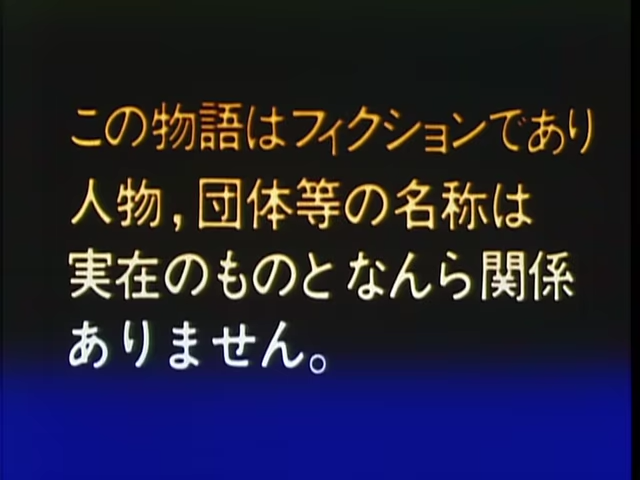 この物語はフィクションであり
人物,団体等の名称は
実在のものとなんら関係
ありません。